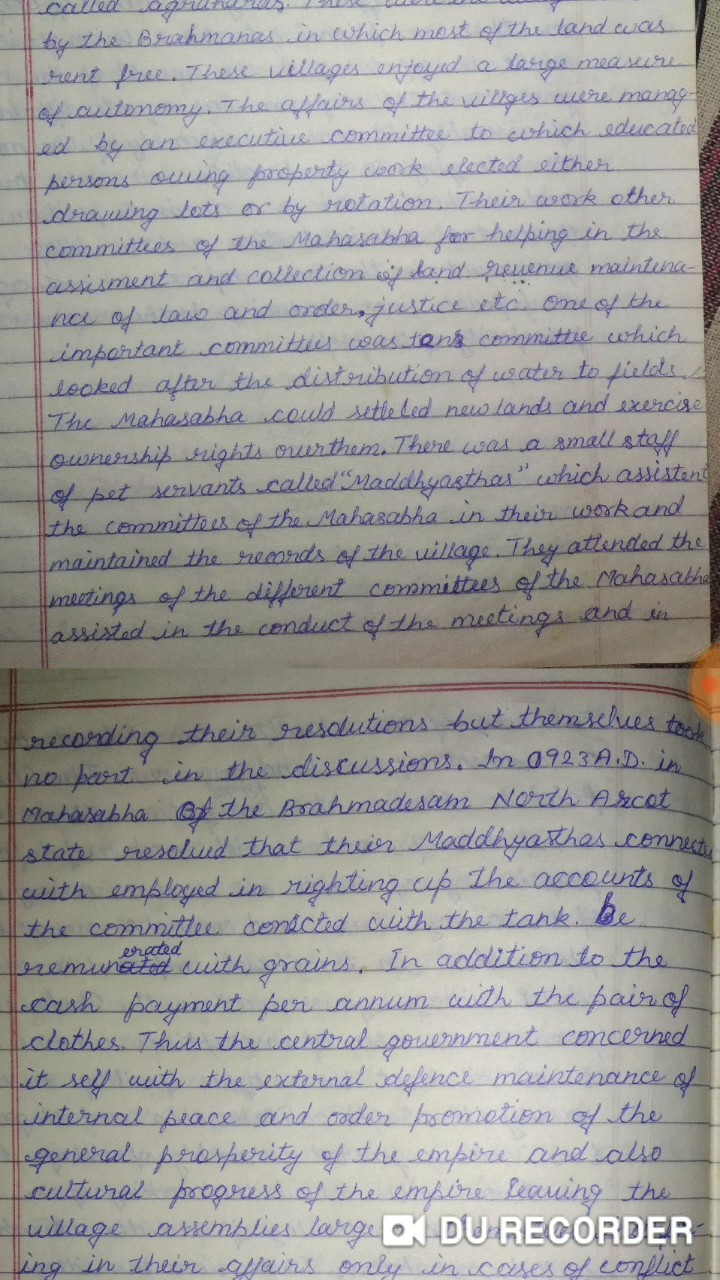 called agraharas. These were the
by the Brahmanas in which most of the land was
rent free. These villages enjoyed a large measure
of autonomy. The affairs of the villges were manag-
ed by an executive committee to which educated
persons owing property work elected either
drawing lots or by rotation. Their work other
committees of the Mahasabha for helping in the
assisment and collection of land revenue maintena-
nce of law and order, justice etc. One of the
important committies was tank committee which
looked after the distribution of water to fields.
The Mahasabha could settleled new lands and exercise
ownership rights over them. There was a small staff
of pet servants called "Maddhyasthas" which assistent
the committees of the Mahasabha in their work and
maintained the records of the village. They attended the
meetings of the different committees of the Mahasabha
assisted in the conduct of the meetings and in
recording their resolutions but themselves took
no part in the discussions. In 0923 A.D. in
Mahasabha Of the Brahmadesam North Arcot
state resolved that their Maddhyasthas
with employed in righting up the accounts of
the committee conicted with the tank. Be
remunerated with grains. In addition to the
cash payment per annum with the pair of
clothes. Thus the central government concerned
it self with the external defence maintenance of
internal peace and order promotion of the
general prosperity of the empire and also
cultural progress of the empire leaving the
village assemblies large
DU RECORDER
ing in their affairs only in cases of conflict